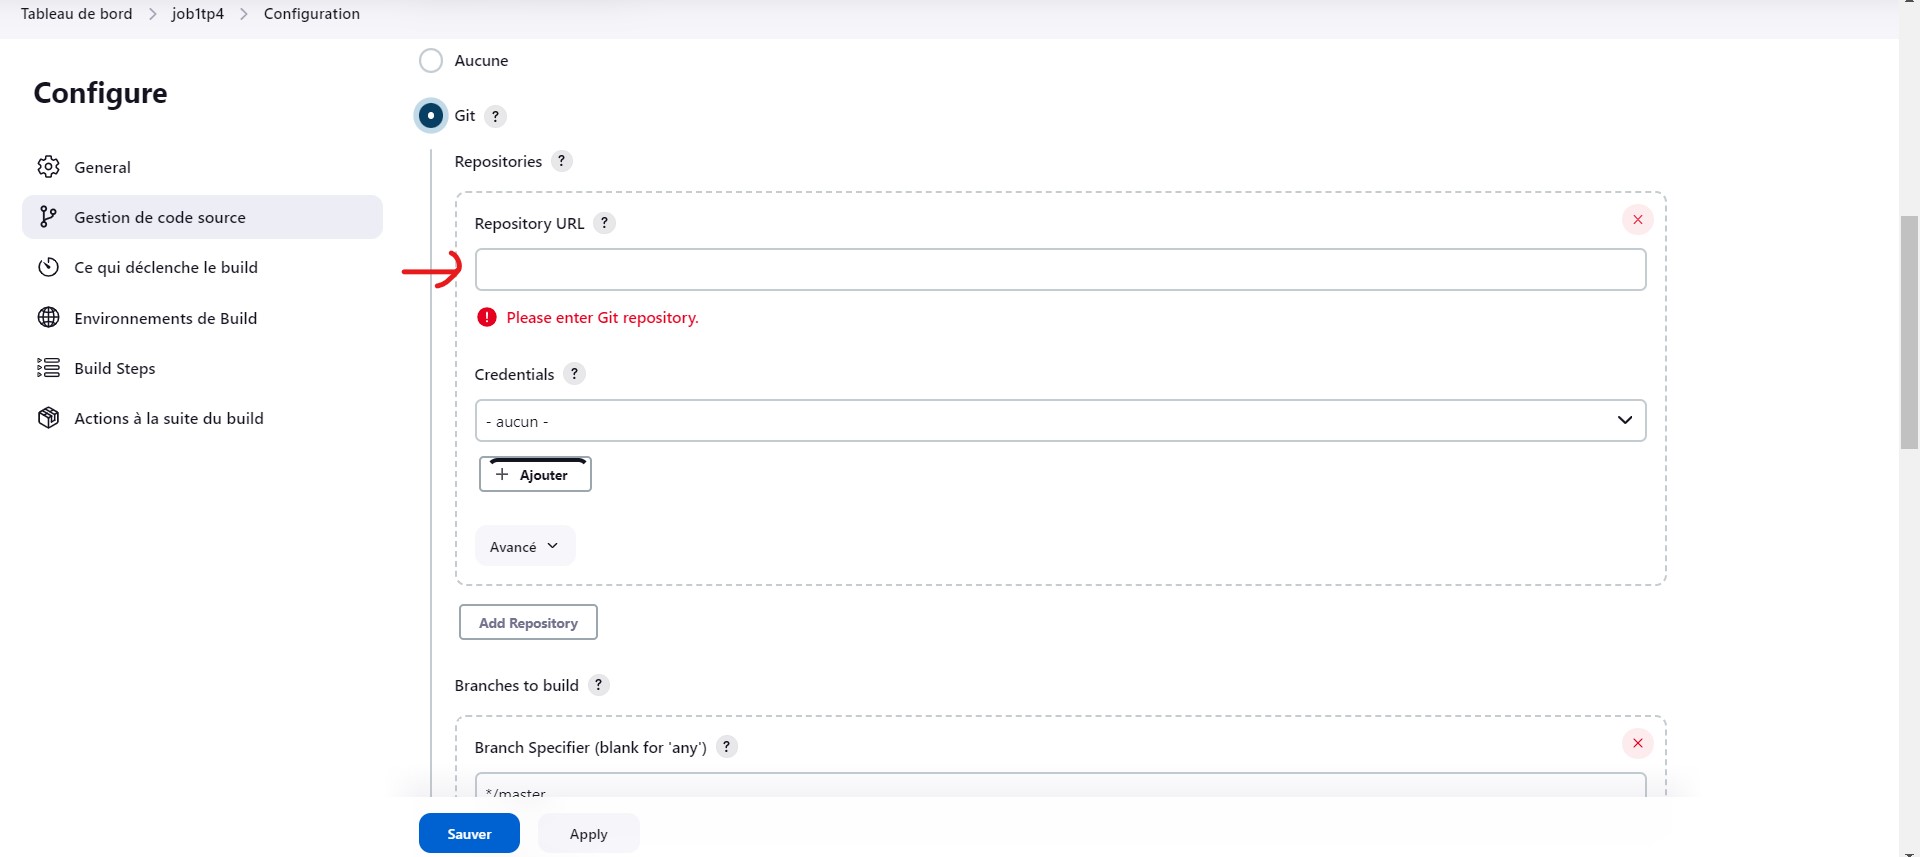 Tableau de bord > job1tp4 > Configuration
Configure
General
Gestion de code source
Ce qui déclenche le build
Environnements de Build
Build Steps
Actions à la suite du build
Aucune
Git ?
Repositories ?
Repository URL ?
Please enter Git repository.
Credentials ?
- aucun -
+ Ajouter
Avancé
Add Repository
Branches to build ?
Branch Specifier (blank for 'any') ?
*/master
Sauver
Apply